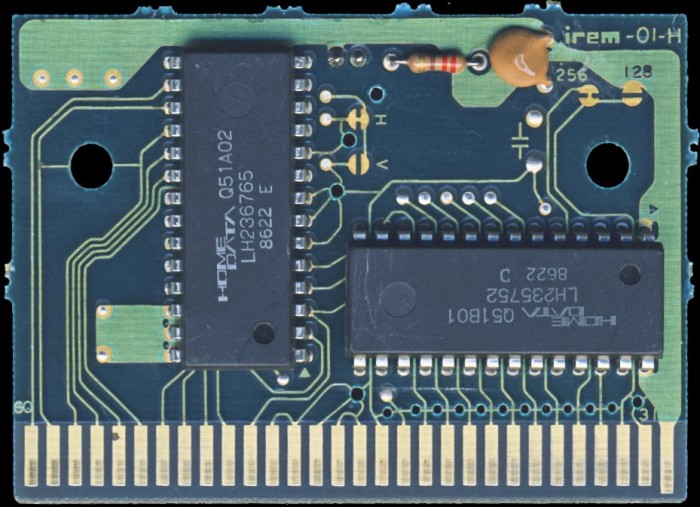 irem-01-H
256 128
H
V
HOME DATA Q51A02
LH236765
8622 E
HOME DATA Q51B01
LH235752
8622 D
60
31